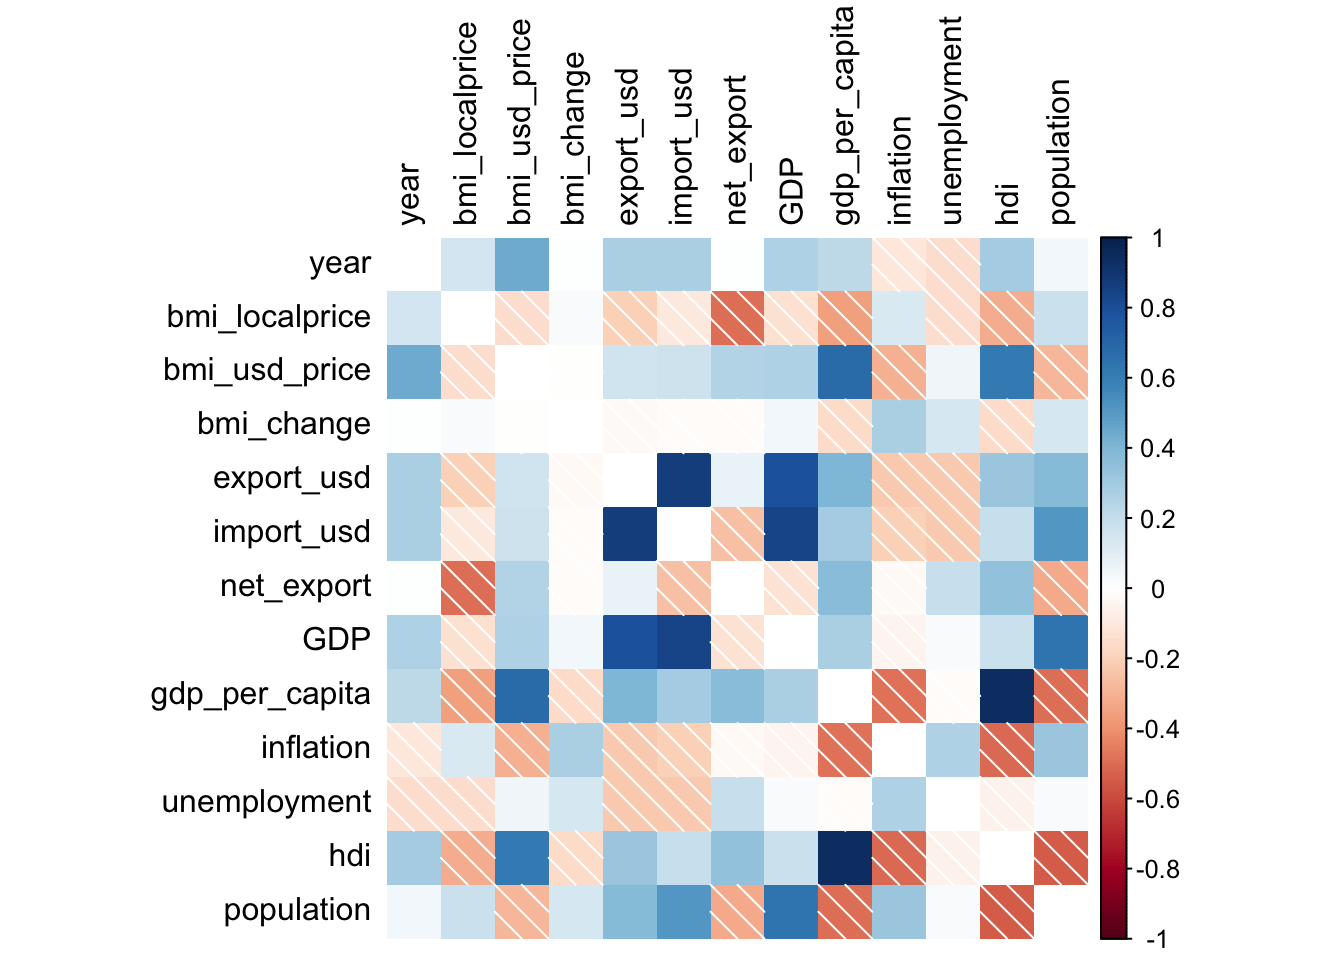 year
bmi_localprice
bmi_usd_price
bmi_change
export_usd
import_usd
net_export
GDP
gdp_per_capita
inflation
unemployment
hdi
population
year
bmi_localprice
bmi_usd_price
bmi_change
export_usd
import_usd
net_export
GDP
gdp_per_capita
inflation
unemployment
hdi
population
1
0.8
0.6
0.4
0.2
0
-0.2
-0.4
-0.6
-0.8
-1